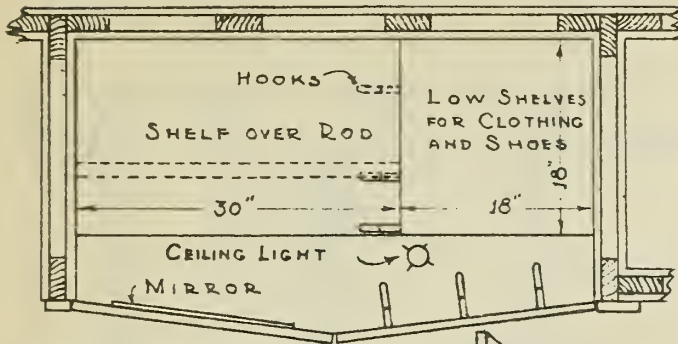 HOOKS
SHELF OVER ROD
LOW SHELVES
FOR CLOTHING
AND SHOES
18"
30"
18"
CEILING LIGHT
MIRROR